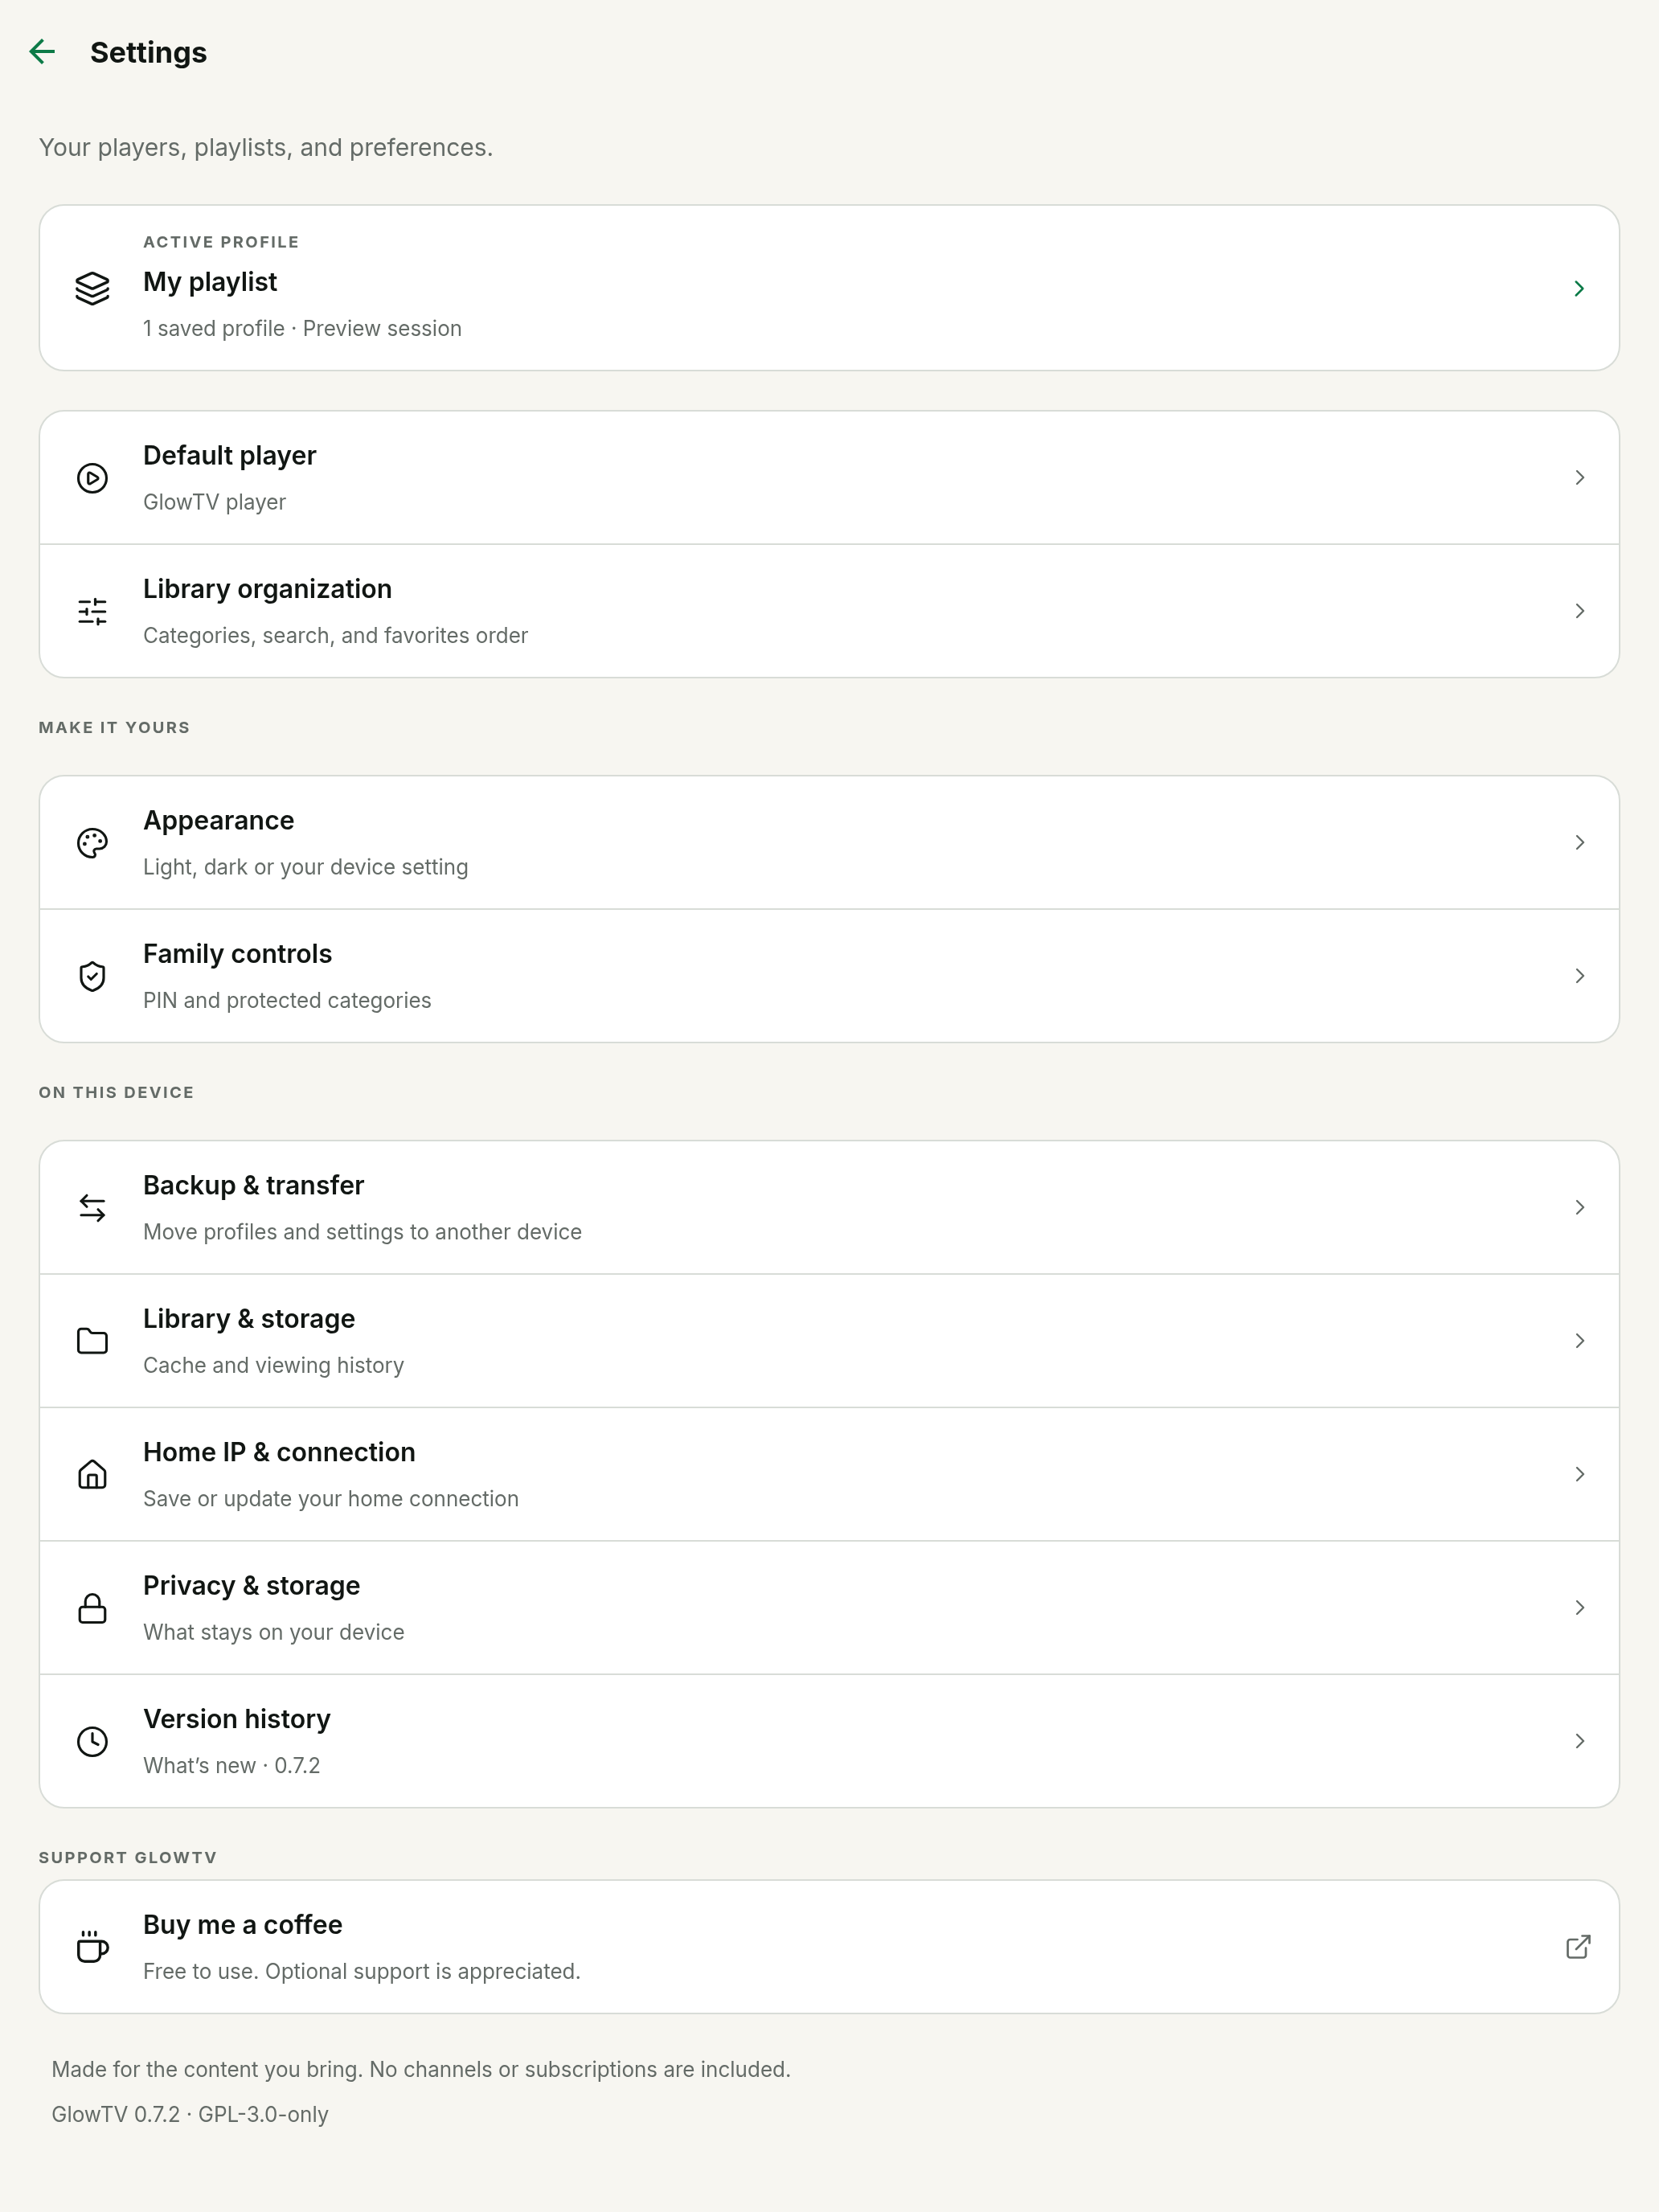 Settings
Your players, playlists, and preferences.
ACTIVE PROFILE
My playlist
1 saved profile · Preview session
Default player
GlowTV player
Library organization
Categories, search, and favorites order
MAKE IT YOURS
Appearance
Light, dark or your device setting
Family controls
PIN and protected categories
ON THIS DEVICE
Backup & transfer
Move profiles and settings to another device
Library & storage
Cache and viewing history
Home IP & connection
Save or update your home connection
Privacy & storage
What stays on your device
Version history
What’s new · 0.7.2
SUPPORT GLOWTV
Buy me a coffee
Free to use. Optional support is appreciated.
Made for the content you bring. No channels or subscriptions are included.
GlowTV 0.7.2 · GPL-3.0-only